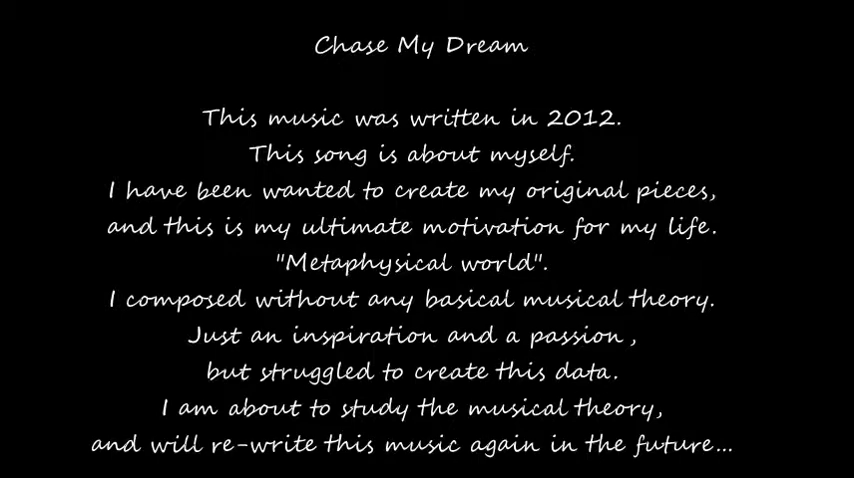 Chase My Dream
This music was written in 2012.
This song is about myself.
I have been wanted to create my original pieces,
and this is my ultimate motivation for my life.
"Metaphysical world".
I composed without any basical musical theory.
Just an inspiration and a passion ,
but struggled to create this data.
I am about to study the musical theory,
and will re-write this music again in the future...